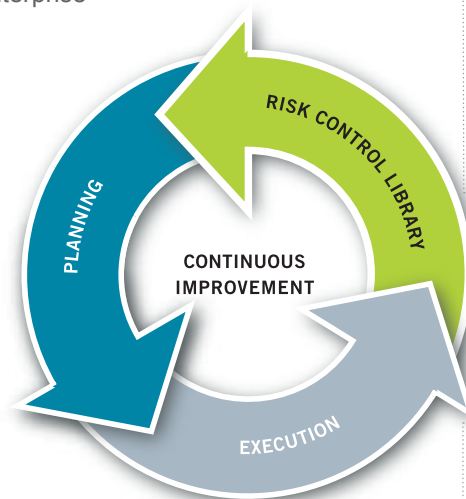 RISK CONTROL LIBRARY
PLANNING
CONTINUOUS
IMPROVEMENT
EXECUTION